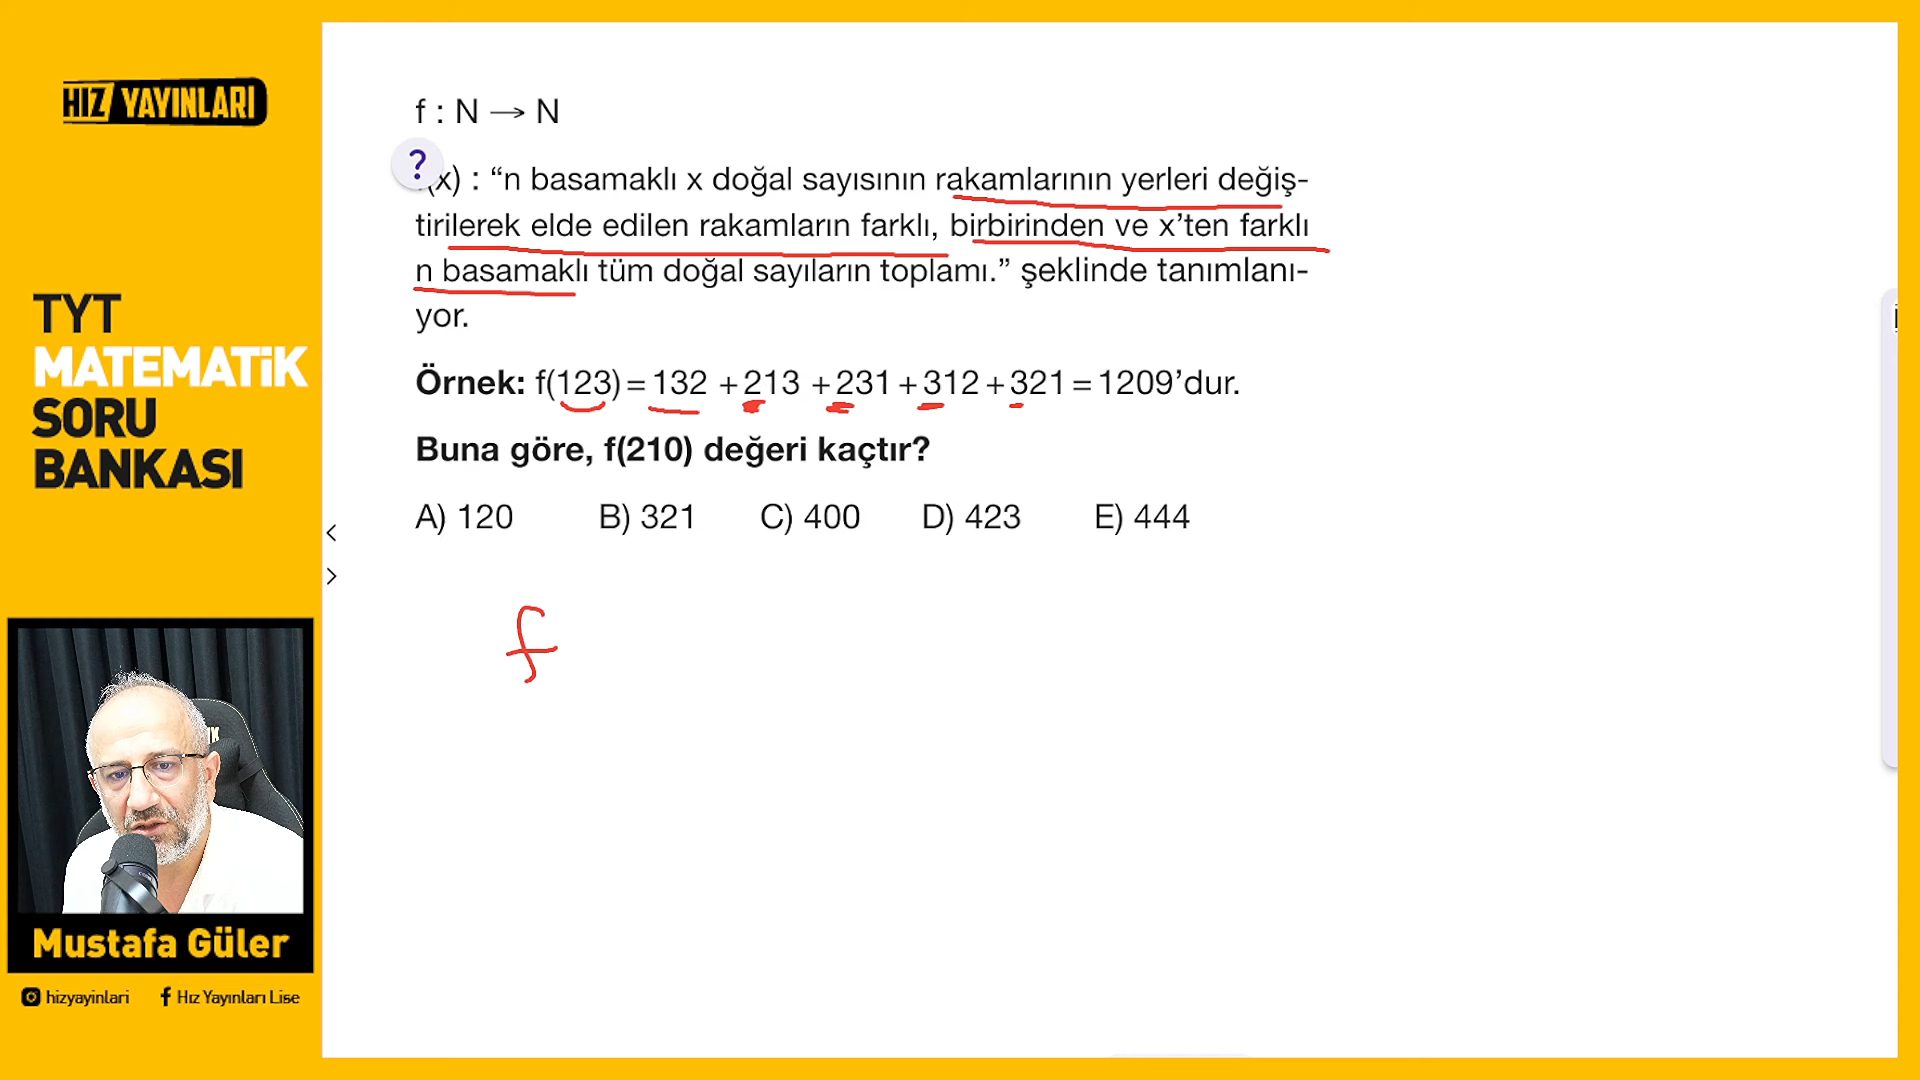 HIZ YAYINLARI
TYT
MATEMATİK
SORU
BANKASI
f : N → N
?
(x) : “n basamaklı x doğal sayısının rakamlarının yerleri değiş-
tirilerek elde edilen rakamların farklı, birbirinden ve x’ten farklı
n basamaklı tüm doğal sayıların toplamı.” şeklinde tanımlanı-
yor.
Örnek: f(123) = 132 + 213 + 231 + 312 + 321 = 1209’dur.
Buna göre, f(210) değeri kaçtır?
A) 120 B) 321 C) 400 D) 423 E) 444
<
>
f
Mustafa Güler
hizyayinlari
Hız Yayınları Lise